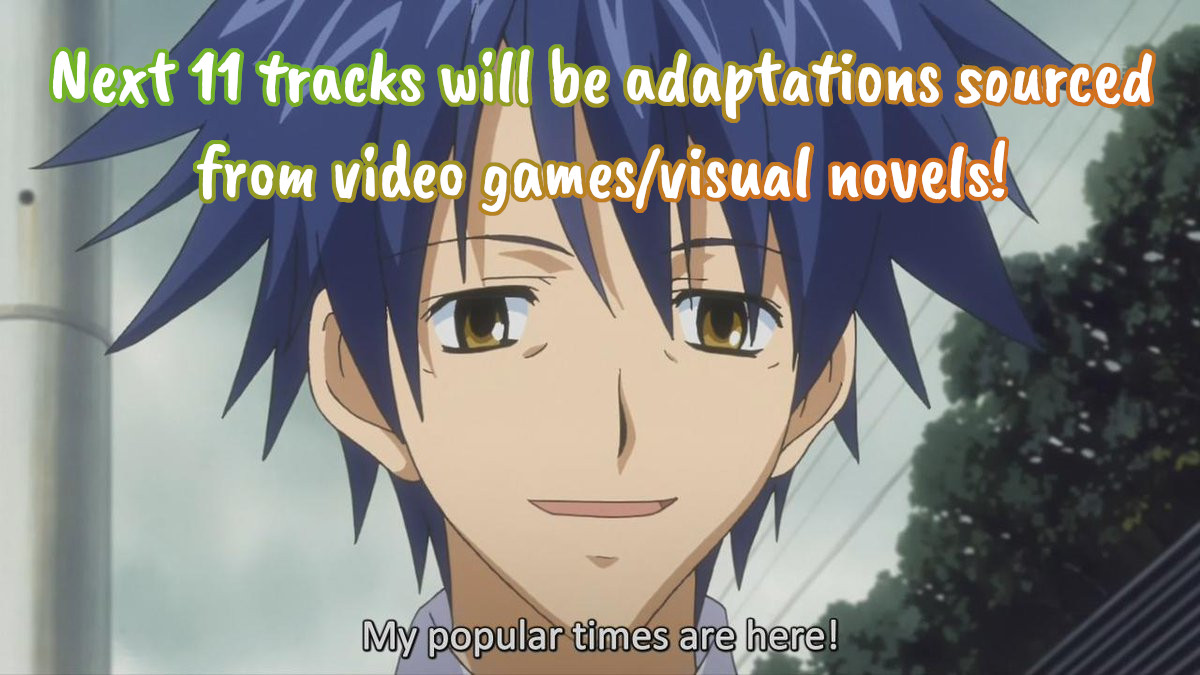 Next 11 tracks will be adaptations sourced
from video games/visual novels!
My popular times are here!